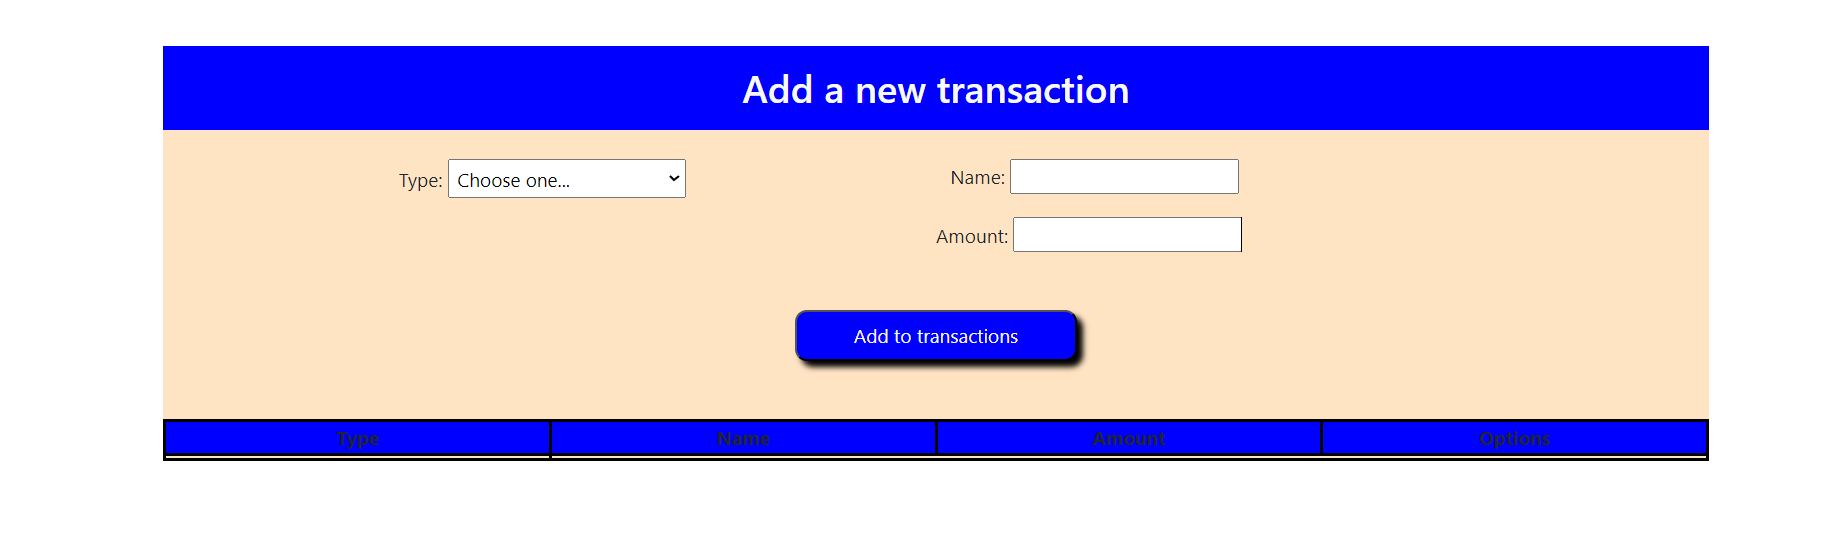 Add a new transaction
Type: Choose one... Name:
Amount:
Add to transactions
Type Name Amount Options